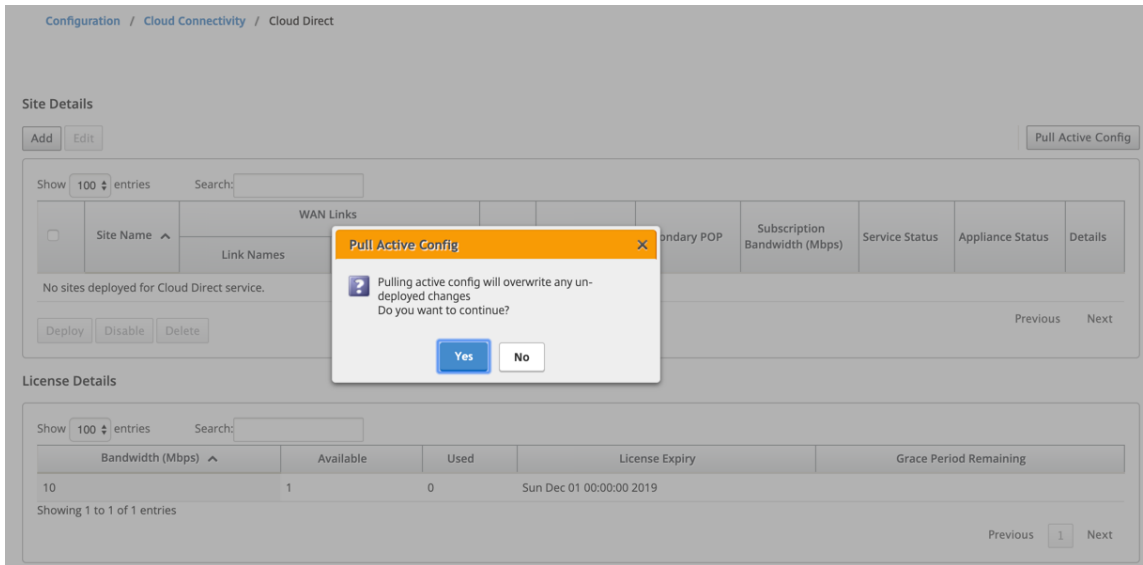 Configuration / Cloud Connectivity / Cloud Direct
Site Details
Add Edit Pull Active Config
Show 100 entries Search:
Site Name WAN Links Link Names ondary POP Subscription Bandwidth (Mbps) Service Status Appliance Status Details
No sites deployed for Cloud Direct service.
Deploy Disable Delete Previous Next
Pull Active Config
?
Pulling active config will overwrite any un-
deployed changes
Do you want to continue?
Yes No
License Details
Show 100 entries Search:
Bandwidth (Mbps) Available Used License Expiry Grace Period Remaining
10 1 0 Sun Dec 01 00:00:00 2019
Showing 1 to 1 of 1 entries
Previous 1 Next